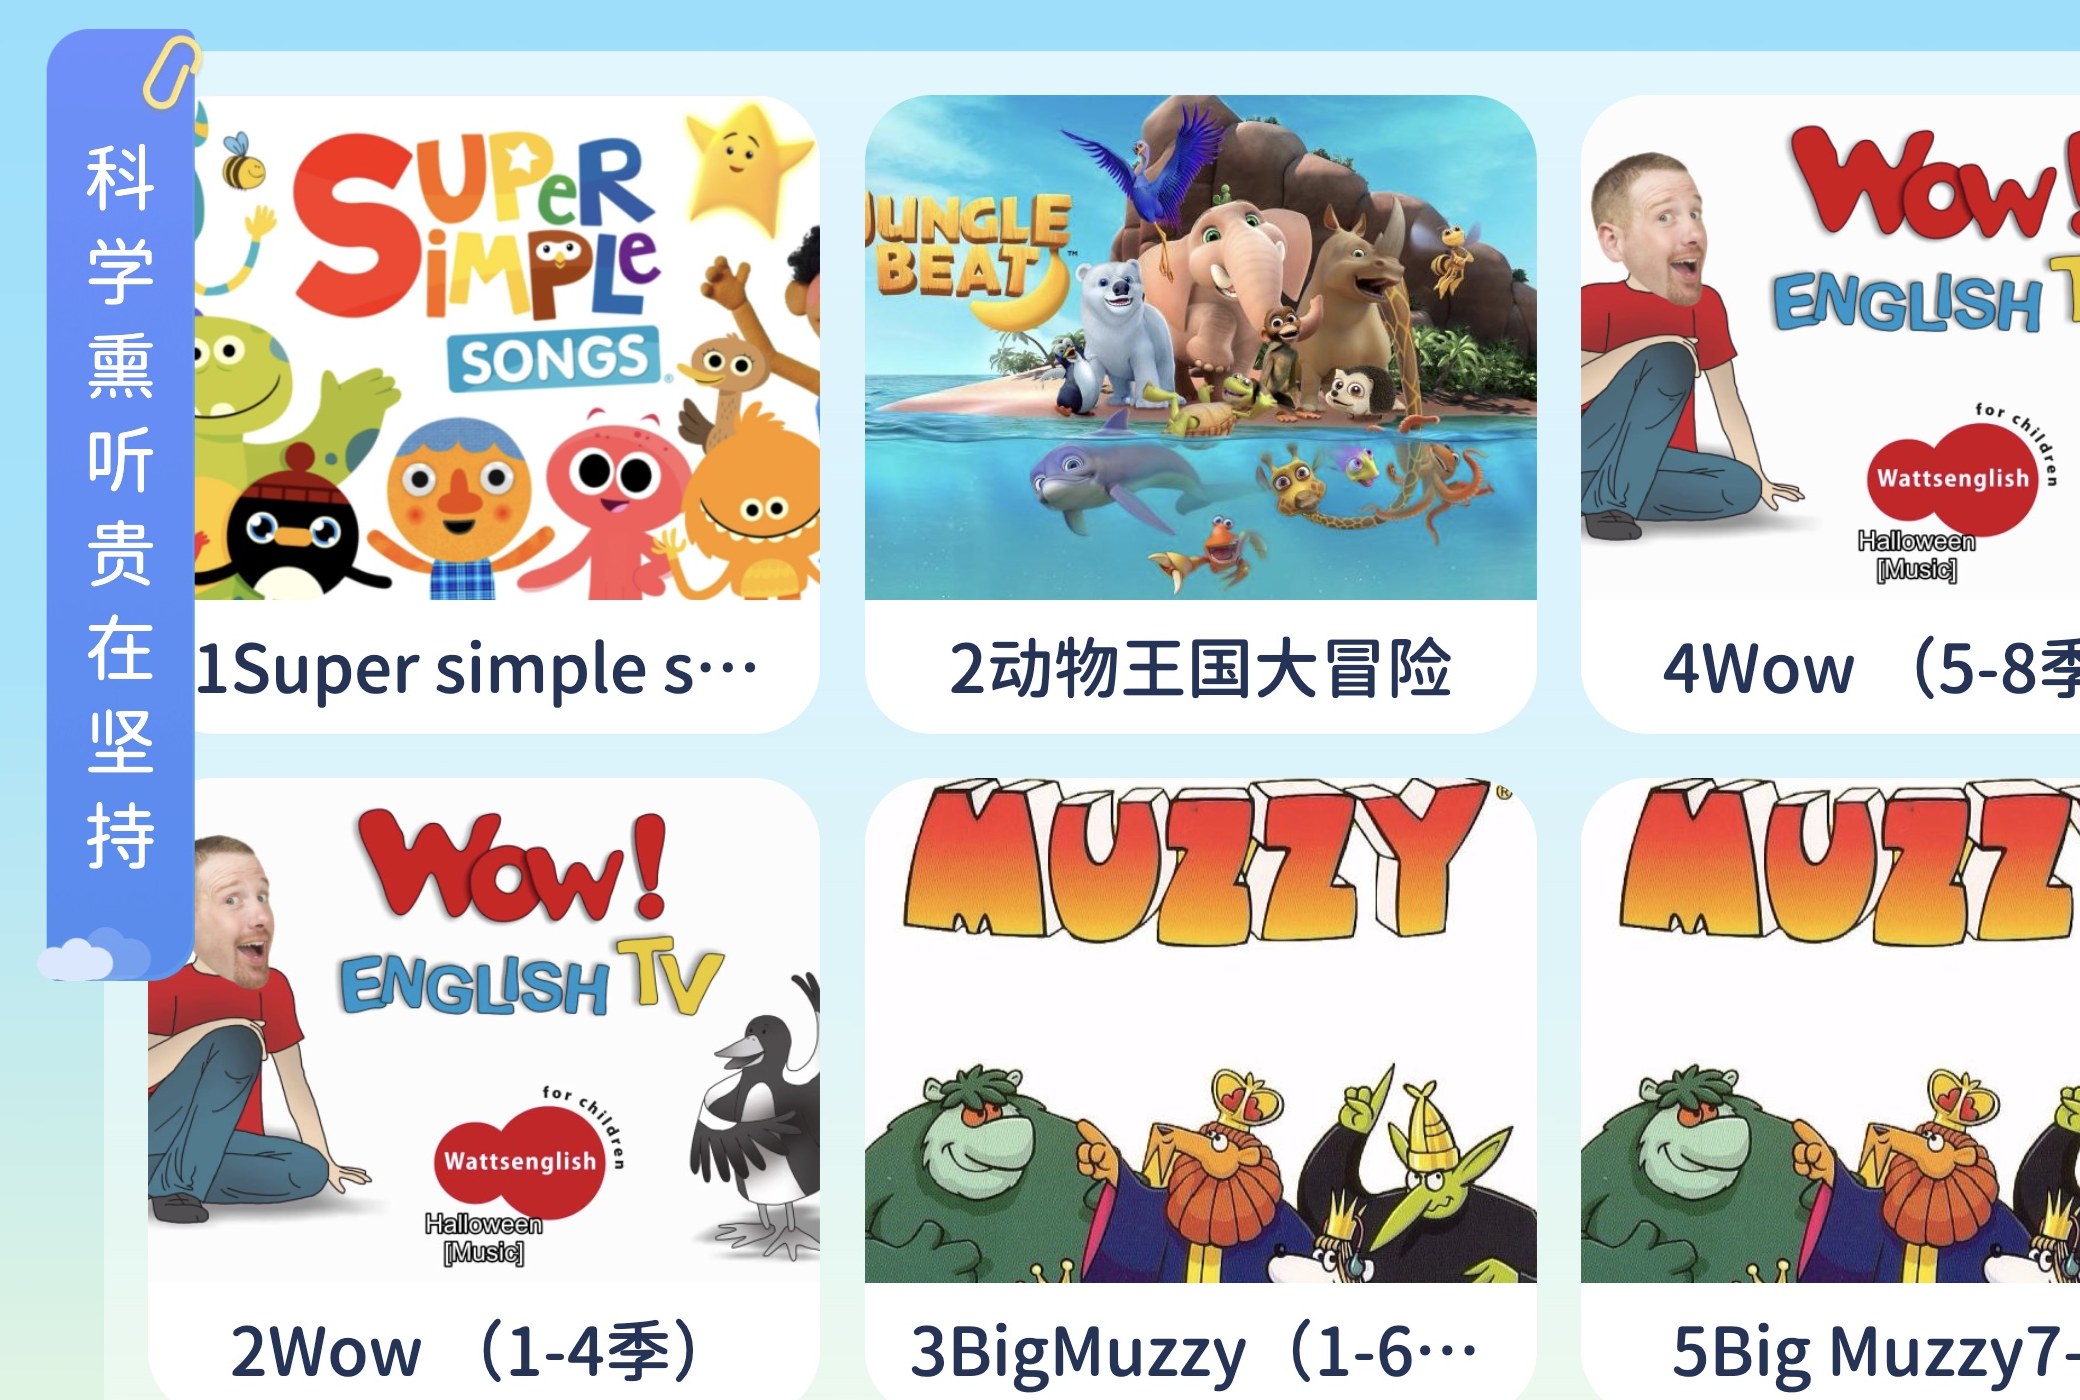 科学熏听贵在坚持
SUPeR
SiMPLe
SONGS
1Super simple s…
JUNGLE
BEAT™
2动物王国大冒险
Wow!
ENGLISH T
for children
Wattsenglish
Halloween
[Music]
4Wow （5-8季
Wow!
ENGLISH TV
for children
Wattsenglish
Halloween
[Music]
2Wow （1-4季）
MUZZY®
3BigMuzzy（1-6…
MUZZ
5Big Muzzy7-